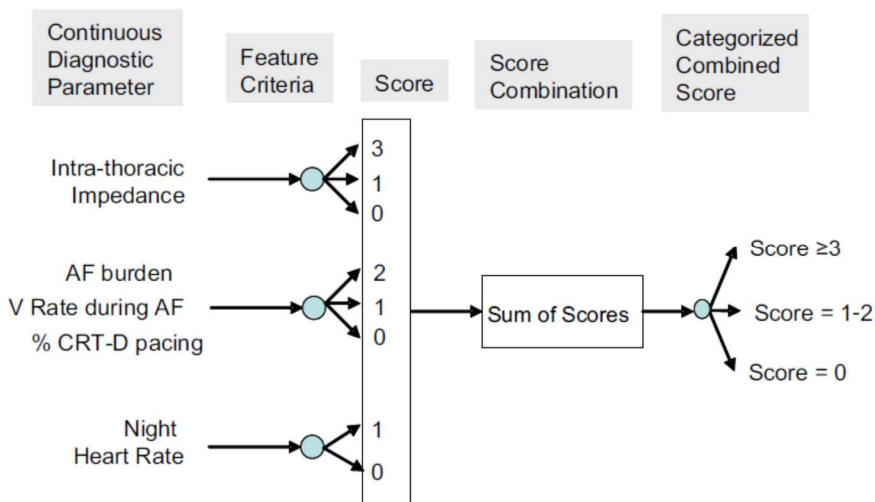 Continuous
Diagnostic
Parameter
Feature
Criteria
Score
Score
Combination
Categorized
Combined
Score
Intra-thoracic
Impedance
3
1
0
AF burden
V Rate during AF
% CRT-D pacing
2
1
0
Night
Heart Rate
1
0
Sum of Scores
Score ≥3
Score = 1-2
Score = 0